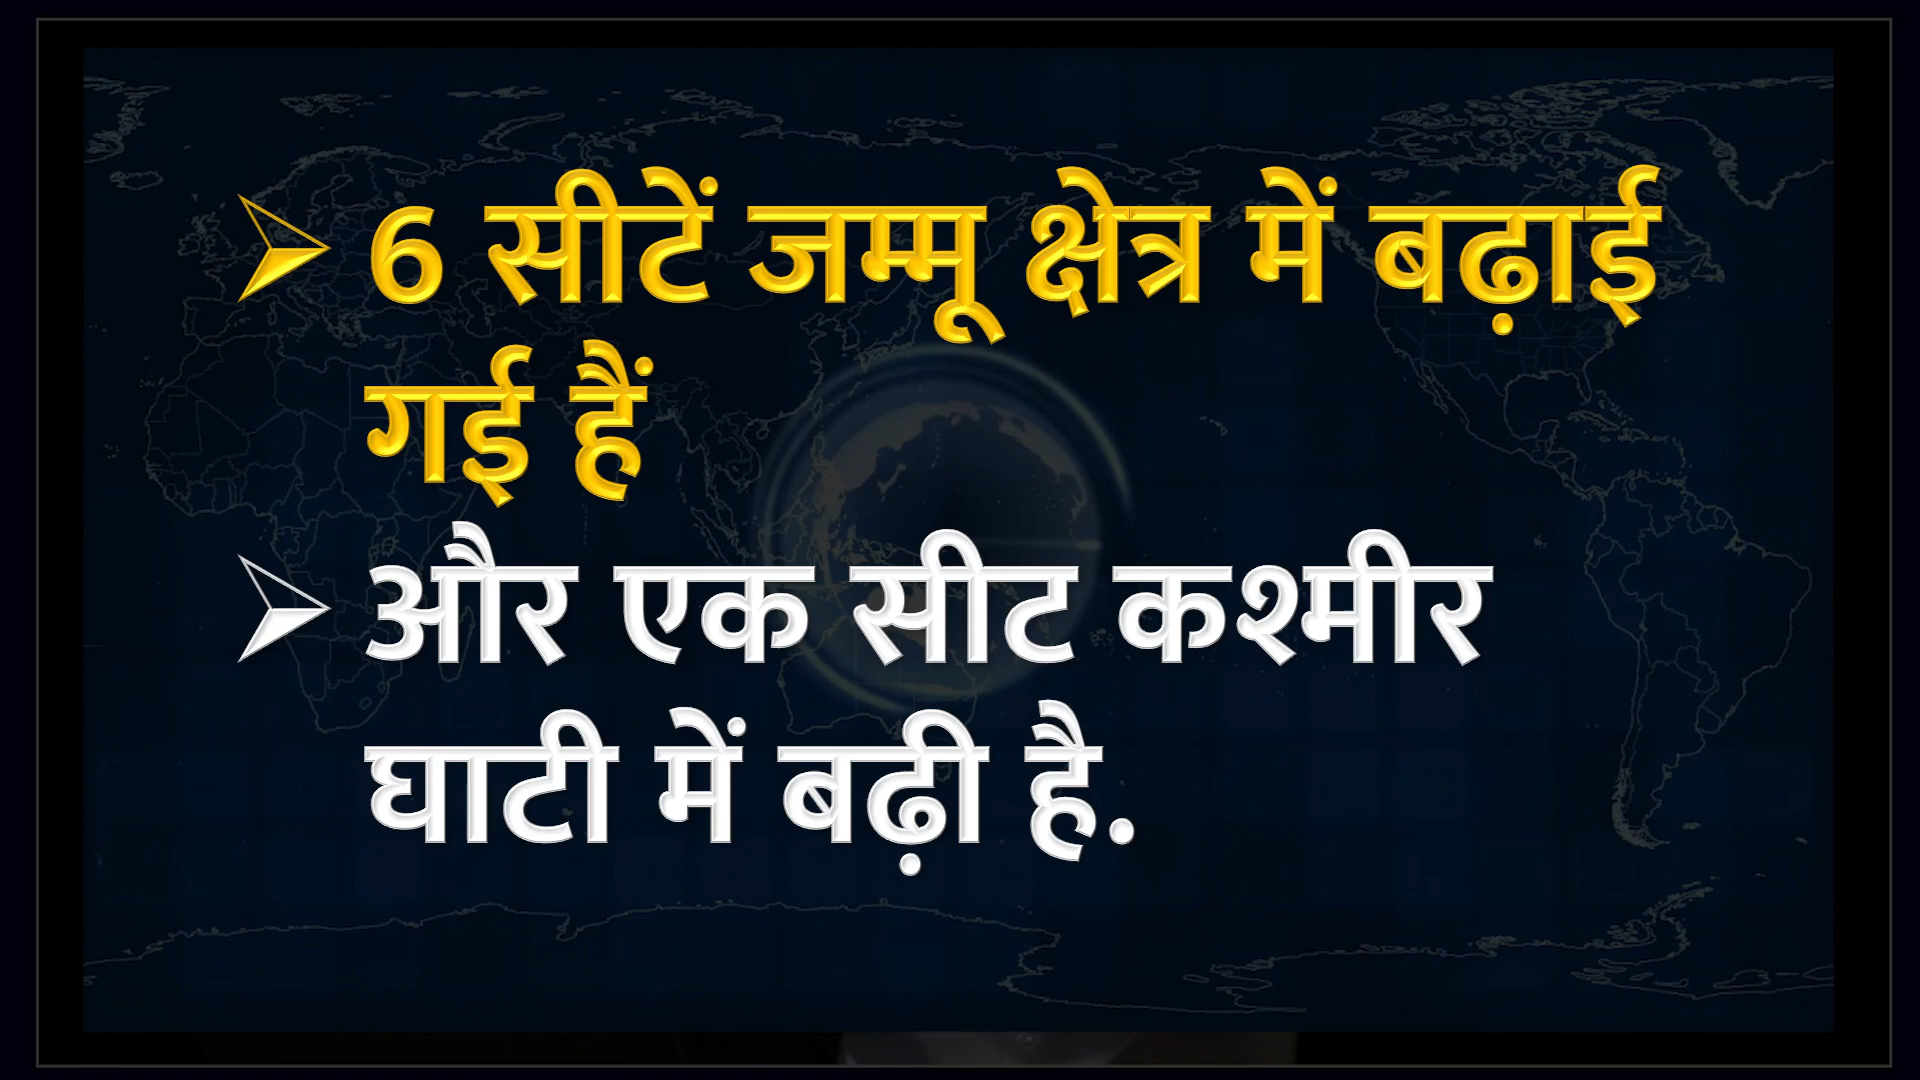 ➢ 6 सीटें जम्मू क्षेत्र में बढ़ाई
गई हैं
➢ और एक सीट कश्मीर
घाटी में बढ़ी है.